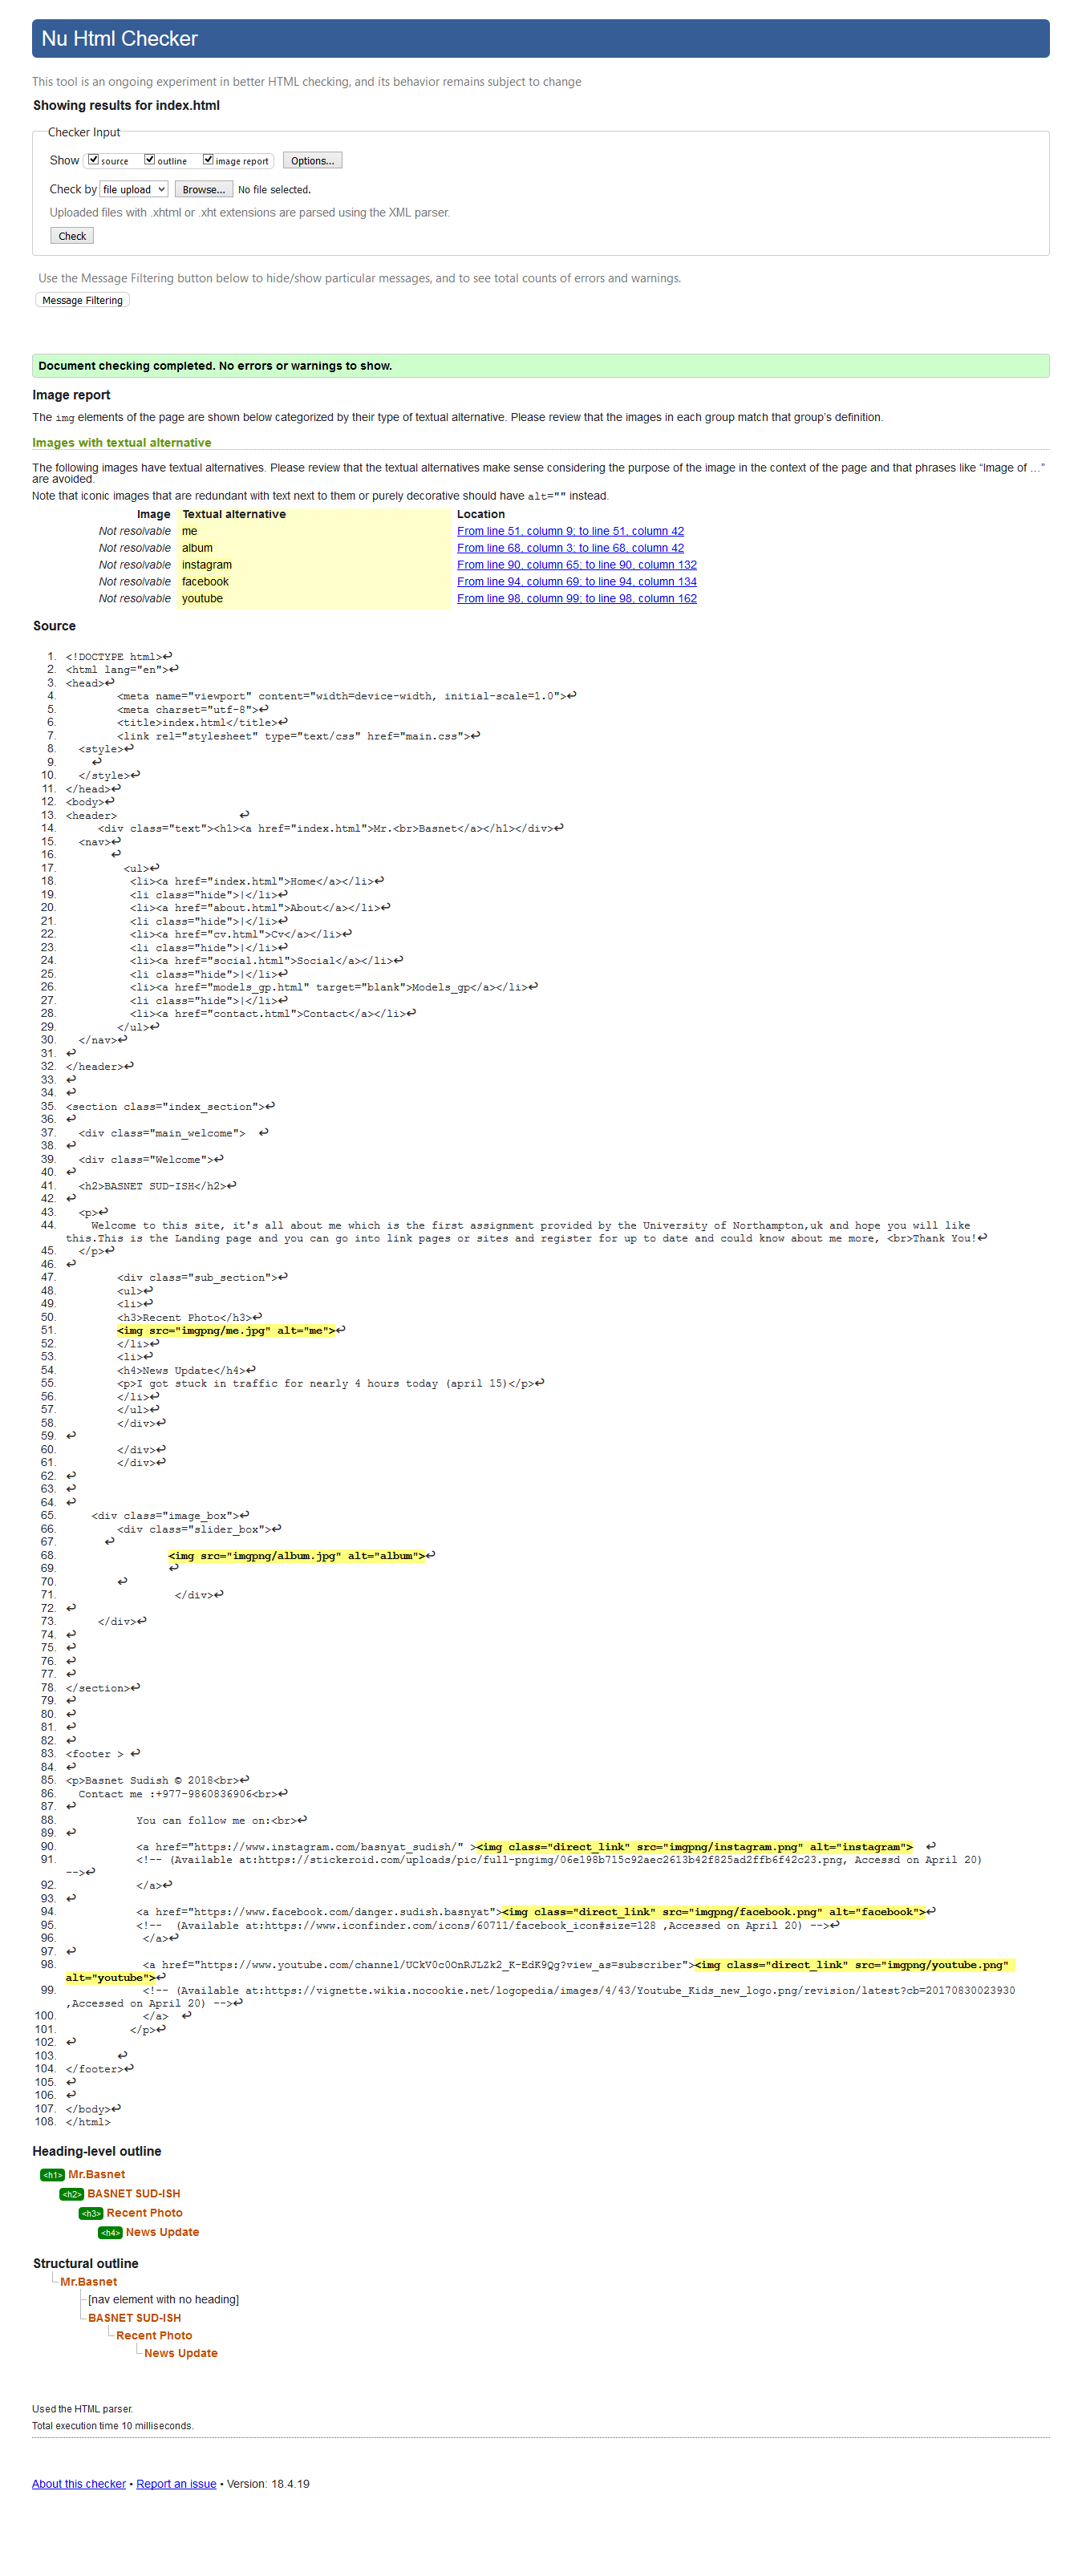 Nu Html Checker
This tool is an ongoing experiment in better HTML checking, and its behavior remains subject to change
Showing results for index.html
Checker Input
Show source outline image report Options...
Check by file upload Browse... No file selected.
Uploaded files with .xhtml or .xht extensions are parsed using the XML parser.
Check
Use the Message Filtering button below to hide/show particular messages, and to see total counts of errors and warnings.
Message Filtering
Document checking completed. No errors or warnings to show.
Image report
The img elements of the page are shown below categorized by their type of textual alternative. Please review that the images in each group match that group's definition.
Images with textual alternative
The following images have textual alternatives. Please review that the textual alternatives make sense considering the purpose of the image in the context of the page and that phrases like “Image of …”
are avoided.
Note that iconic images that are redundant with text next to them or purely decorative should have alt="" instead.
Image Textual alternative Location
Not resolvable me From line 51, column 9; to line 51, column 42
Not resolvable album From line 68, column 3; to line 68, column 42
Not resolvable instagram From line 90, column 65; to line 90, column 132
Not resolvable facebook From line 94, column 69; to line 94, column 134
Not resolvable youtube From line 98, column 99; to line 98, column 162
Source
1. <!DOCTYPE html>↩
2. <html lang="en">↩
3. <head>↩
4. <meta name="viewport" content="width=device-width, initial-scale=1.0">↩
5. <meta charset="utf-8">↩
6. <title>index.html</title>↩
7. <link rel="stylesheet" type="text/css" href="main.css">↩
8. <style>↩
9. ↩
10. </style>↩
11. </head>↩
12. <body>↩
13. <header> ↩
14. <div class="text"><h1><a href="index.html">Mr.<br>Basnet</a></h1></div>↩
15. <nav>↩
16. ↩
17. <ul>↩
18. <li><a href="index.html">Home</a></li>↩
19. <li class="hide">|</li>↩
20. <li><a href="about.html">About</a></li>↩
21. <li class="hide">|</li>↩
22. <li><a href="cv.html">Cv</a></li>↩
23. <li class="hide">|</li>↩
24. <li><a href="social.html">Social</a></li>↩
25. <li class="hide">|</li>↩
26. <li><a href="models_gp.html" target="blank">Models_gp</a></li>↩
27. <li class="hide">|</li>↩
28. <li><a href="contact.html">Contact</a></li>↩
29. </ul>↩
30. </nav>↩
31. ↩
32. </header>↩
33. ↩
34. ↩
35. <section class="index_section">↩
36. ↩
37. <div class="main_welcome"> ↩
38. ↩
39. <div class="Welcome">↩
40. ↩
41. <h2>BASNET SUD-ISH</h2>↩
42. ↩
43. <p>↩
44. Welcome to this site, it's all about me which is the first assignment provided by the University of Northampton,uk and hope you will like
this.This is the Landing page and you can go into link pages or sites and register for up to date and could know about me more, <br>Thank You!↩
45. </p>↩
46. ↩
47. <div class="sub_section">↩
48. <ul>↩
49. <li>↩
50. <h3>Recent Photo</h3>↩
51. <img src="imgpng/me.jpg" alt="me">↩
52. </li>↩
53. <li>↩
54. <h4>News Update</h4>↩
55. <p>I got stuck in traffic for nearly 4 hours today (april 15)</p>↩
56. </li>↩
57. </ul>↩
58. </div>↩
59. ↩
60. </div>↩
61. </div>↩
62. ↩
63. ↩
64. ↩
65. <div class="image_box">↩
66. <div class="slider_box">↩
67. ↩
68. <img src="imgpng/album.jpg" alt="album">↩
69. ↩
70. ↩
71. </div>↩
72. ↩
73. </div>↩
74. ↩
75. ↩
76. ↩
77. ↩
78. </section>↩
79. ↩
80. ↩
81. ↩
82. ↩
83. <footer > ↩
84. ↩
85. <p>Basnet Sudish © 2018<br>↩
86. Contact me :+977-9860836906<br>↩
87. ↩
88. You can follow me on:<br>↩
89. ↩
90. <a href="https://www.instagram.com/basnyat_sudish/" ><img class="direct_link" src="imgpng/instagram.png" alt="instagram"> ↩
91. <!-- (Available at:https://stickeroid.com/uploads/pic/full-pngimg/06e198b715c92aec2613b42f825ad2ffb6f42c23.png, Accessd on April 20)
-->↩
92. </a>↩
93. ↩
94. <a href="https://www.facebook.com/danger.sudish.basnyat"><img class="direct_link" src="imgpng/facebook.png" alt="facebook">↩
95. <!-- (Available at:https://www.iconfinder.com/icons/60711/facebook_icon#size=128 ,Accessed on April 20) -->↩
96. </a>↩
97. ↩
98. <a href="https://www.youtube.com/channel/UCkV0c0OnRJLZk2_K-EdK9Qg?view_as=subscriber"><img class="direct_link" src="imgpng/youtube.png"
alt="youtube">↩
99. <!-- (Available at:https://vignette.wikia.nocookie.net/logopedia/images/4/43/Youtube_Kids_new_logo.png/revision/latest?cb=20170830023930
,Accessed on April 20) -->↩
100. </a> ↩
101. </p>↩
102. ↩
103. ↩
104. </footer>↩
105. ↩
106. ↩
107. </body>↩
108. </html>
Heading-level outline
<h1> Mr.Basnet
<h2> BASNET SUD-ISH
<h3> Recent Photo
<h4> News Update
Structural outline
Mr.Basnet
[nav element with no heading]
BASNET SUD-ISH
Recent Photo
News Update
Used the HTML parser.
Total execution time 10 milliseconds.
About this checker • Report an issue • Version: 18.4.19